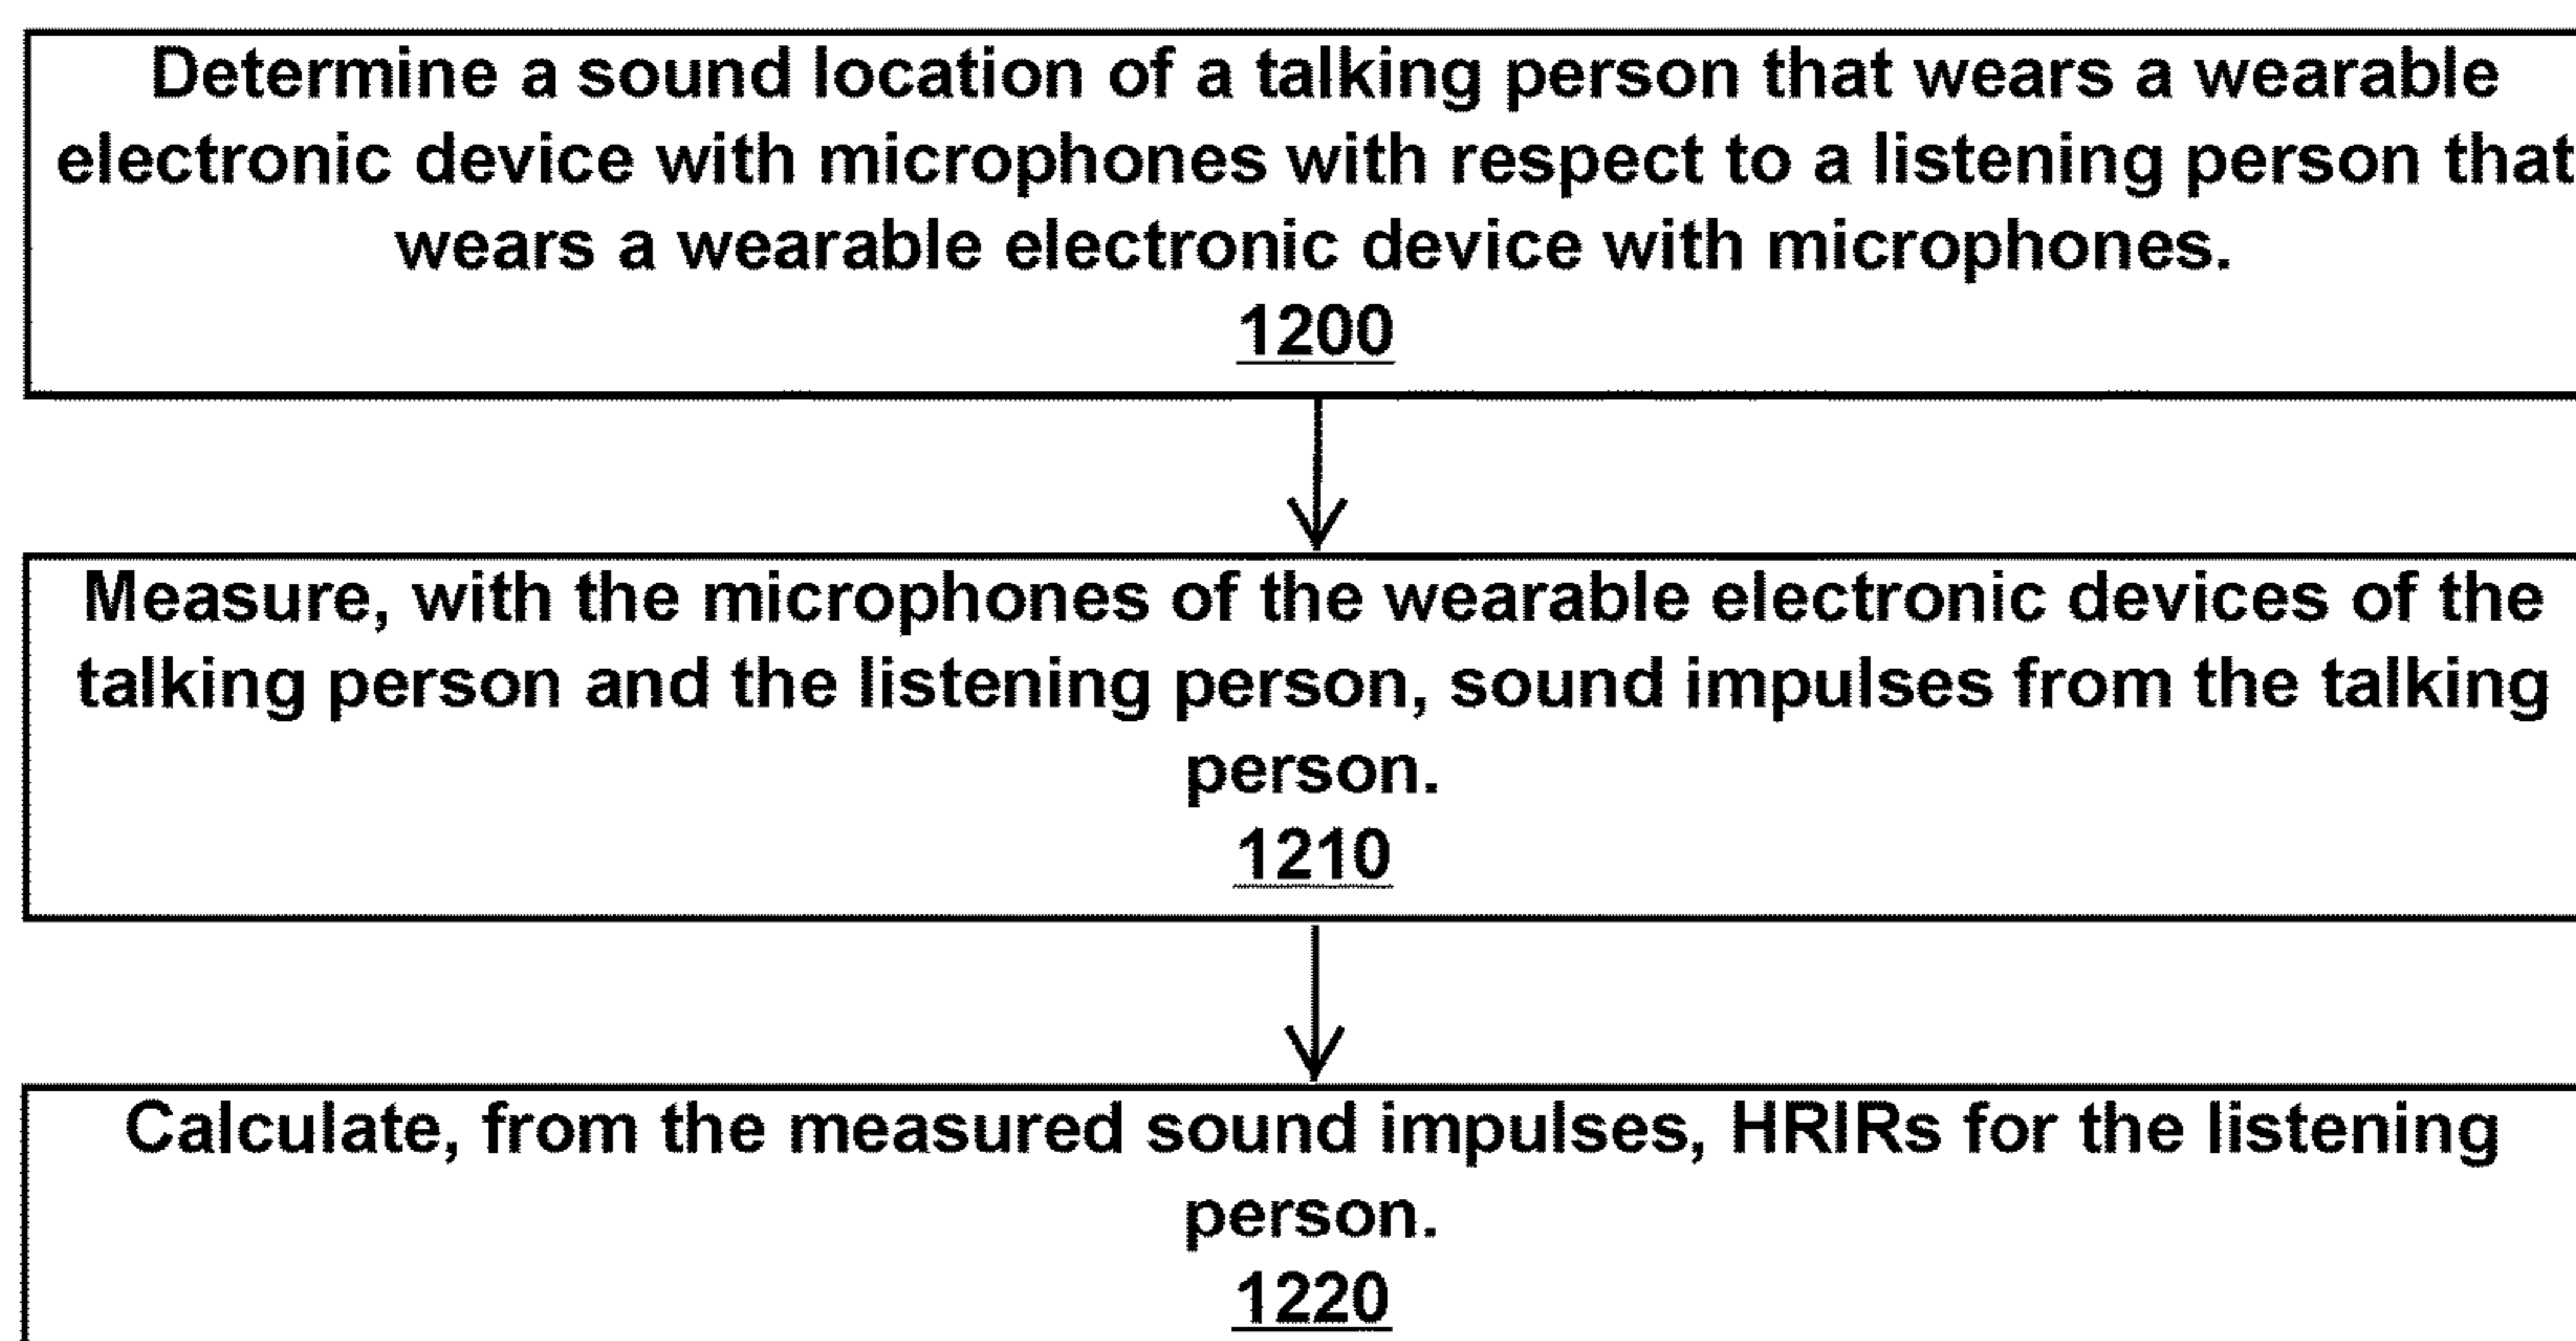 Determine a sound location of a talking person that wears a wearable
electronic device with microphones with respect to a listening person that
wears a wearable electronic device with microphones.
1200
Measure, with the microphones of the wearable electronic devices of the
talking person and the listening person, sound impulses from the talking
person.
1210
Calculate, from the measured sound impulses, HRIRs for the listening
person.
1220